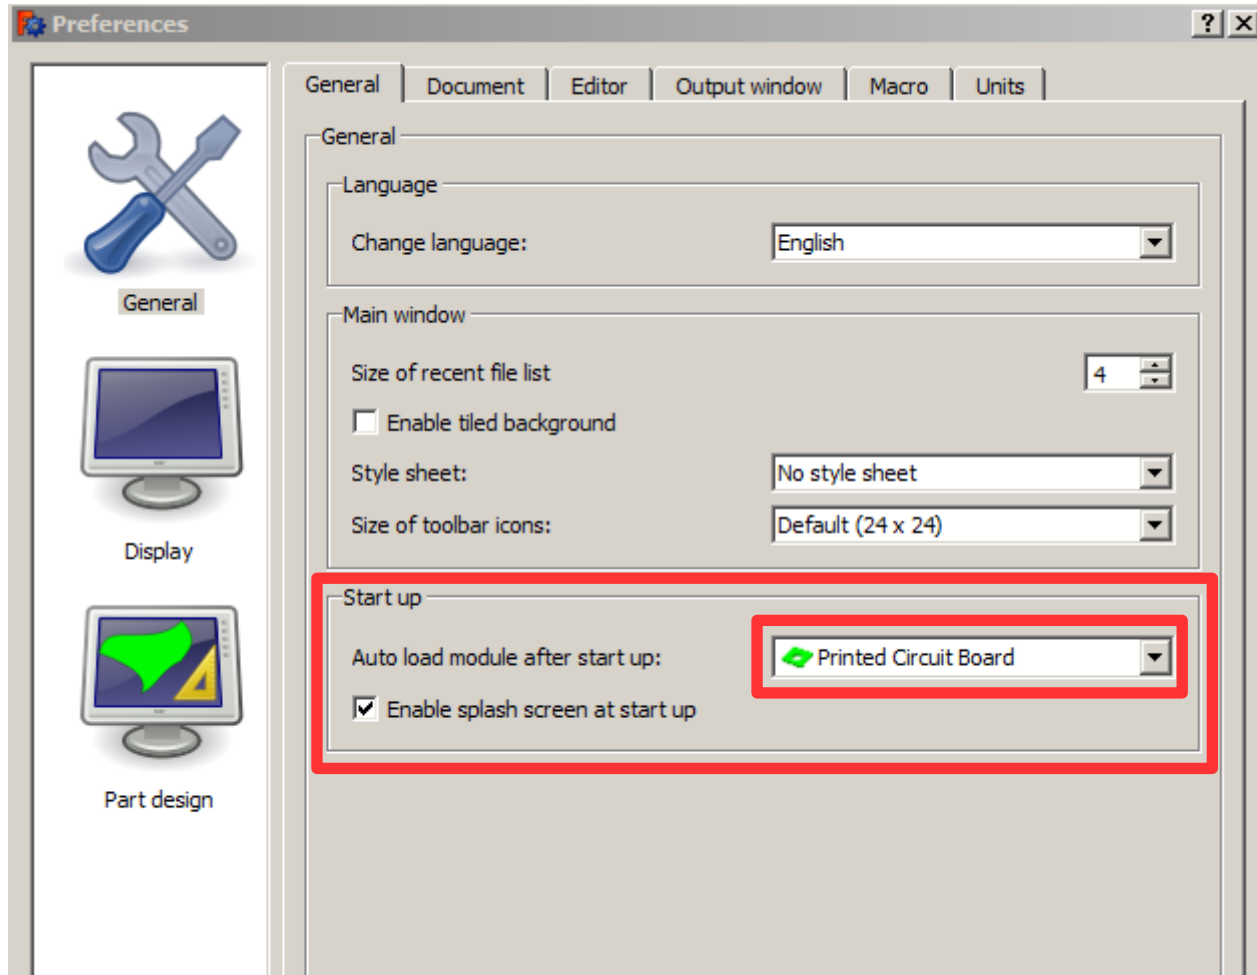 Preferences
General Document Editor Output window Macro Units
General
Language
Change language: English
General
Main window
Size of recent file list 4
Enable tiled background
Style sheet: No style sheet
Size of toolbar icons: Default (24 x 24)
Display
Start up
Auto load module after start up: Printed Circuit Board
Enable splash screen at start up
Part design